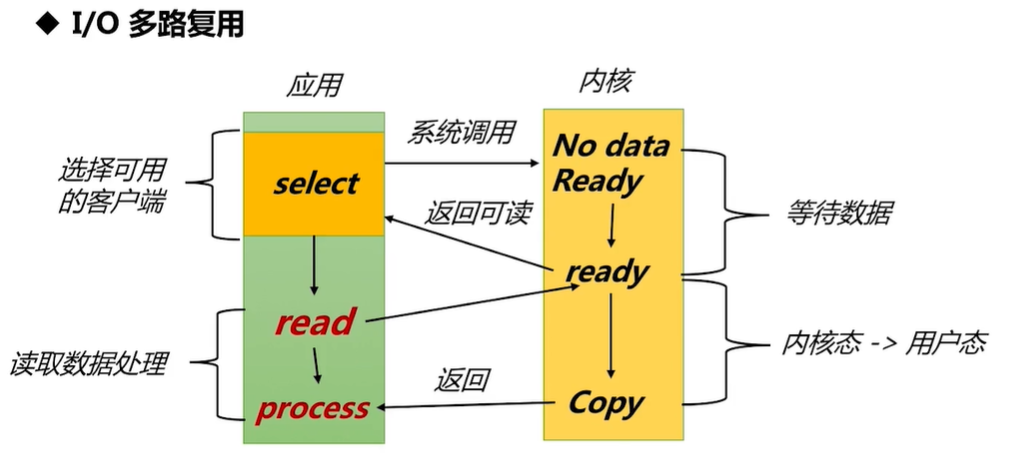 ◆ I/O 多路复用
应用
内核
系统调用
No data
Ready
选择可用
的客户端
select
返回可读
等待数据
ready
read
读取数据处理
内核态 -> 用户态
返回
process
Copy